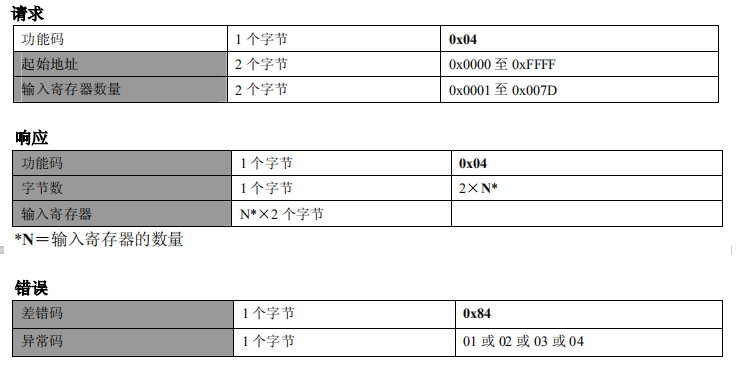 请求
功能码 1 个字节 0x04
起始地址 2 个字节 0x0000 至 0xFFFF
输入寄存器数量 2 个字节 0x0001 至 0x007D
响应
功能码 1 个字节 0x04
字节数 1 个字节 2×N*
输入寄存器 N*×2 个字节
*N＝输入寄存器的数量
错误
差错码 1 个字节 0x84
异常码 1 个字节 01 或 02 或 03 或 04